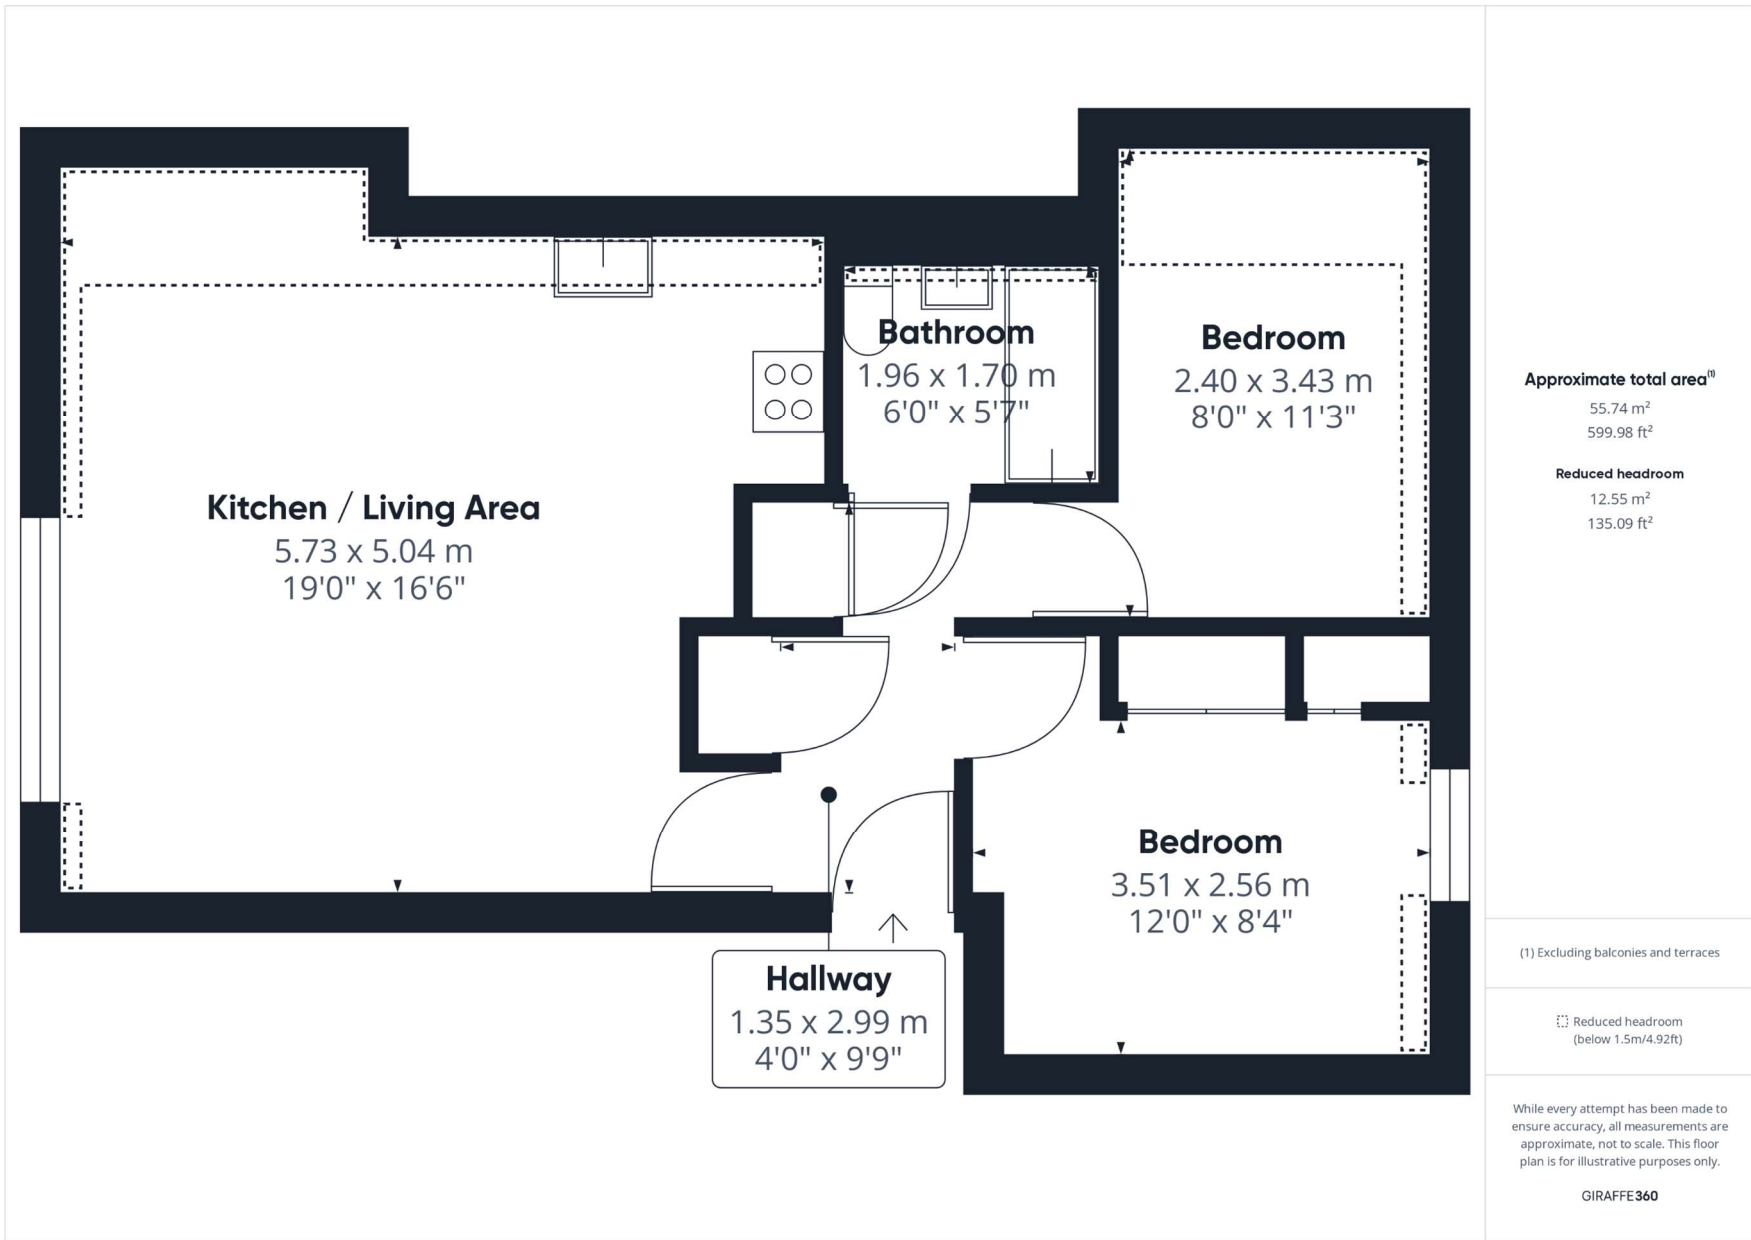 Kitchen / Living Area
5.73 x 5.04 m
19'0" x 16'6"
Bathroom
1.96 x 1.70 m
6'0" x 5'7"
Bedroom
2.40 x 3.43 m
8'0" x 11'3"
Bedroom
3.51 x 2.56 m
12'0" x 8'4"
Hallway
1.35 x 2.99 m
4'0" x 9'9"
Approximate total area⁽¹⁾
55.74 m²
599.98 ft²
Reduced headroom
12.55 m²
135.09 ft²
(1) Excluding balconies and terraces
Reduced headroom
(below 1.5m/4.92ft)
While every attempt has been made to
ensure accuracy, all measurements are
approximate, not to scale. This floor
plan is for illustrative purposes only.
GIRAFFE360